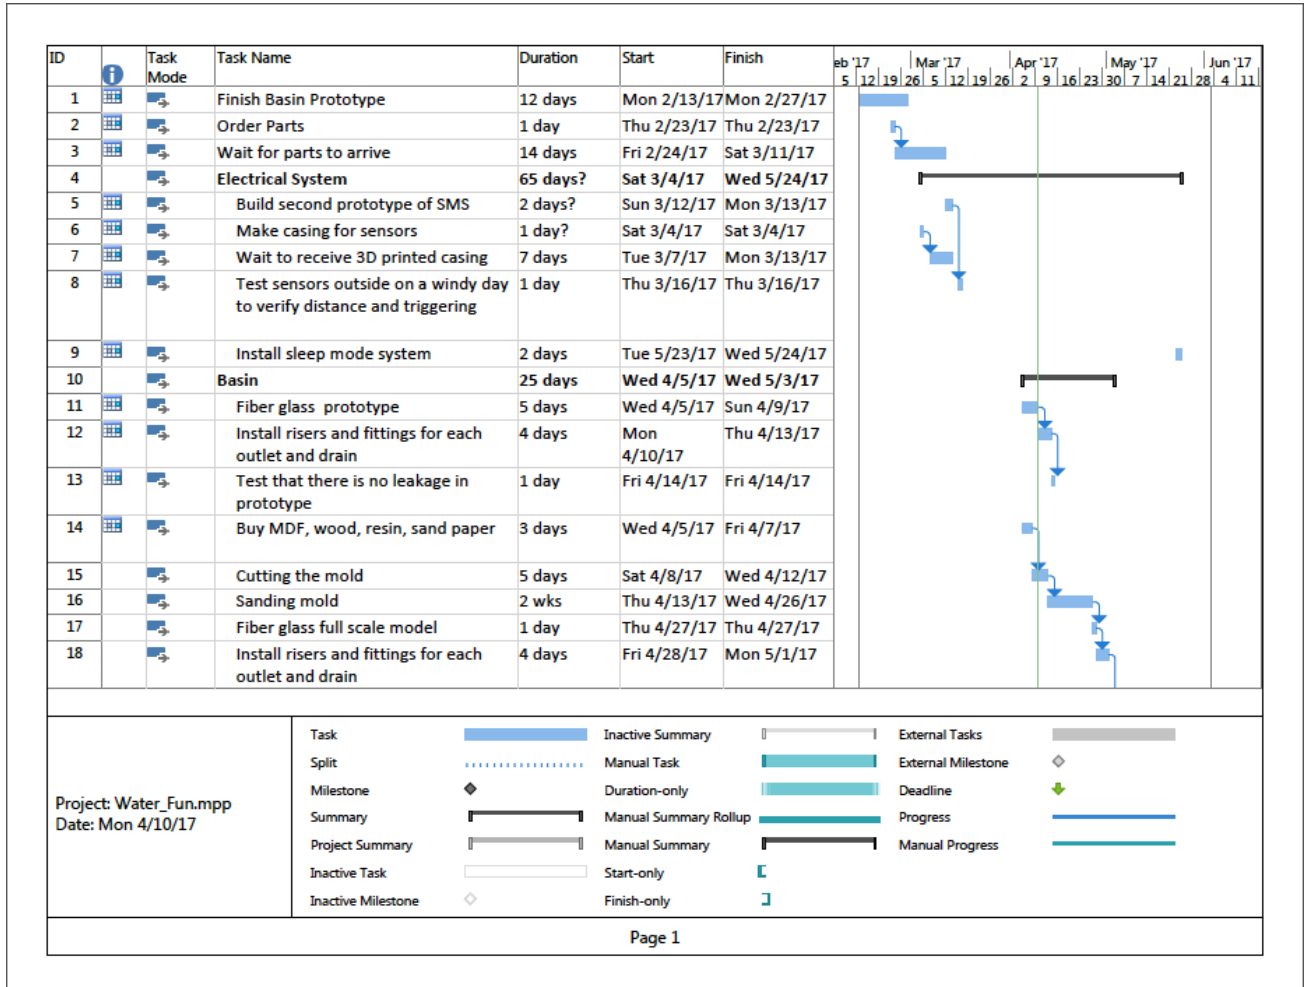 ID Task Mode Task Name Duration Start Finish eb '17 Mar '17 Apr '17 May '17 Jun '17
5 12 19 26 5 12 19 26 2 9 16 23 30 7 14 21 28 4 11
1 Finish Basin Prototype 12 days Mon 2/13/17 Mon 2/27/17
2 Order Parts 1 day Thu 2/23/17 Thu 2/23/17
3 Wait for parts to arrive 14 days Fri 2/24/17 Sat 3/11/17
4 Electrical System 65 days? Sat 3/4/17 Wed 5/24/17
5 Build second prototype of SMS 2 days? Sun 3/12/17 Mon 3/13/17
6 Make casing for sensors 1 day? Sat 3/4/17 Sat 3/4/17
7 Wait to receive 3D printed casing 7 days Tue 3/7/17 Mon 3/13/17
8 Test sensors outside on a windy day 1 day Thu 3/16/17 Thu 3/16/17
to verify distance and triggering
9 Install sleep mode system 2 days Tue 5/23/17 Wed 5/24/17
10 Basin 25 days Wed 4/5/17 Wed 5/3/17
11 Fiber glass prototype 5 days Wed 4/5/17 Sun 4/9/17
12 Install risers and fittings for each 4 days Mon Thu 4/13/17
outlet and drain 4/10/17
13 Test that there is no leakage in 1 day Fri 4/14/17 Fri 4/14/17
prototype
14 Buy MDF, wood, resin, sand paper 3 days Wed 4/5/17 Fri 4/7/17
15 Cutting the mold 5 days Sat 4/8/17 Wed 4/12/17
16 Sanding mold 2 wks Thu 4/13/17 Wed 4/26/17
17 Fiber glass full scale model 1 day Thu 4/27/17 Thu 4/27/17
18 Install risers and fittings for each 4 days Fri 4/28/17 Mon 5/1/17
outlet and drain
Project: Water_Fun.mpp
Date: Mon 4/10/17
Task Inactive Summary External Tasks
Split Manual Task External Milestone
Milestone Duration-only Deadline
Summary Manual Summary Rollup Progress
Project Summary Manual Summary Manual Progress
Inactive Task Start-only
Inactive Milestone Finish-only
Page 1